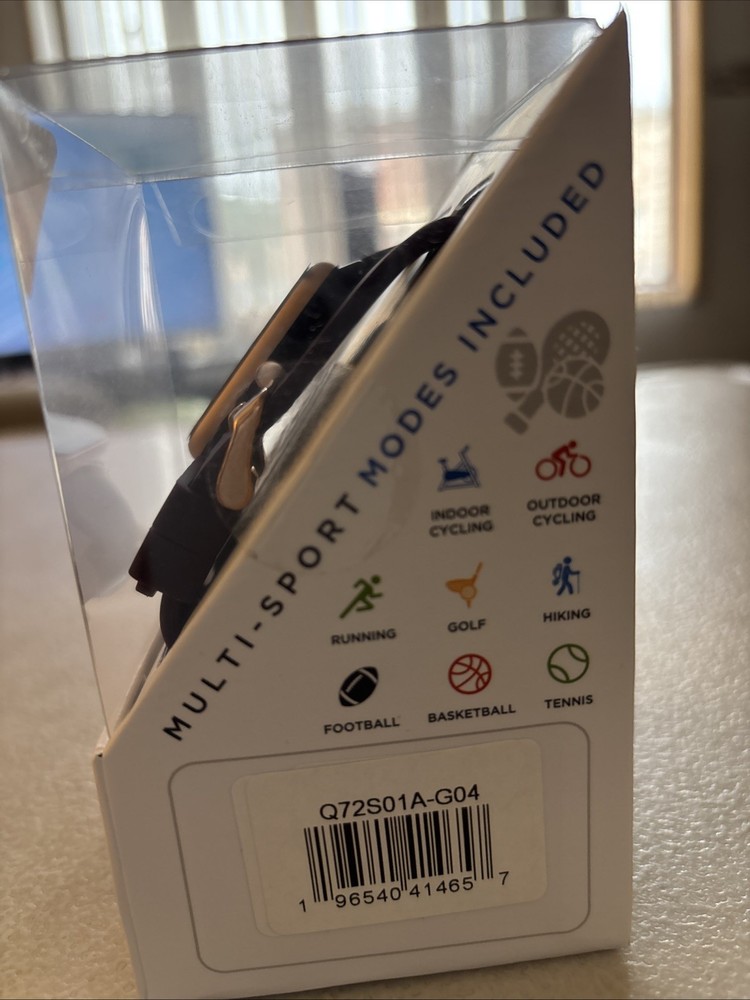 MULTI-SPORT MODES INCLUDED
INDOOR
CYCLING
OUTDOOR
CYCLING
RUNNING
GOLF
HIKING
FOOTBALL
BASKETBALL
TENNIS
Q72S01A-G04
1 96540 41465 7